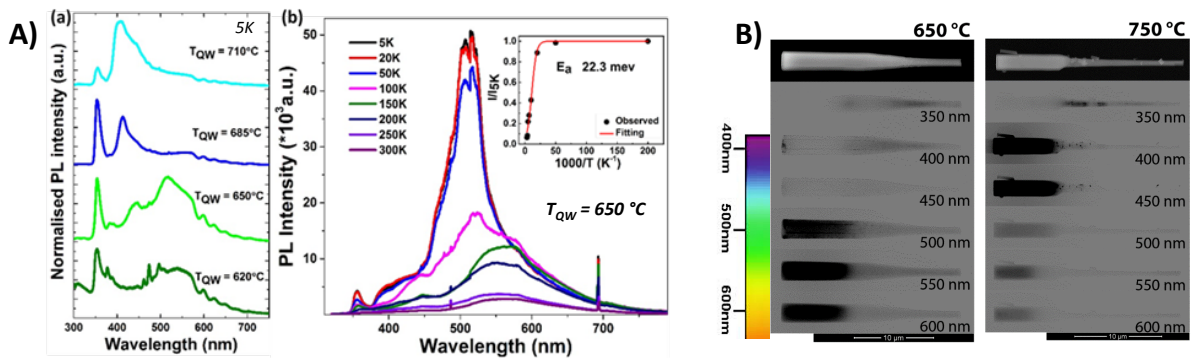 A)
(a)
5K
T_QW = 710°C
T_QW = 685°C
T_QW = 650°C
T_QW = 620°C
Normalised PL intensity (a.u.)
300 400 500 600 700
Wavelength (nm)
(b)
50
40
30
20
10
PL Intensity (*10³a.u.)
5K
20K
50K
100K
150K
200K
250K
300K
T_QW = 650 °C
400 500 600 700
Wavelength (nm)
I/I5K
1.0
0.8
0.6
0.4
0.2
0.0
Ea 22.3 mev
Observed
Fitting
0 50 100 150 200
1000/T (K⁻¹)
B)
650 °C
750 °C
400nm
500nm
600nm
350 nm
400 nm
450 nm
500 nm
550 nm
600 nm
10 µm
350 nm
400 nm
450 nm
500 nm
550 nm
600 nm
10 µm